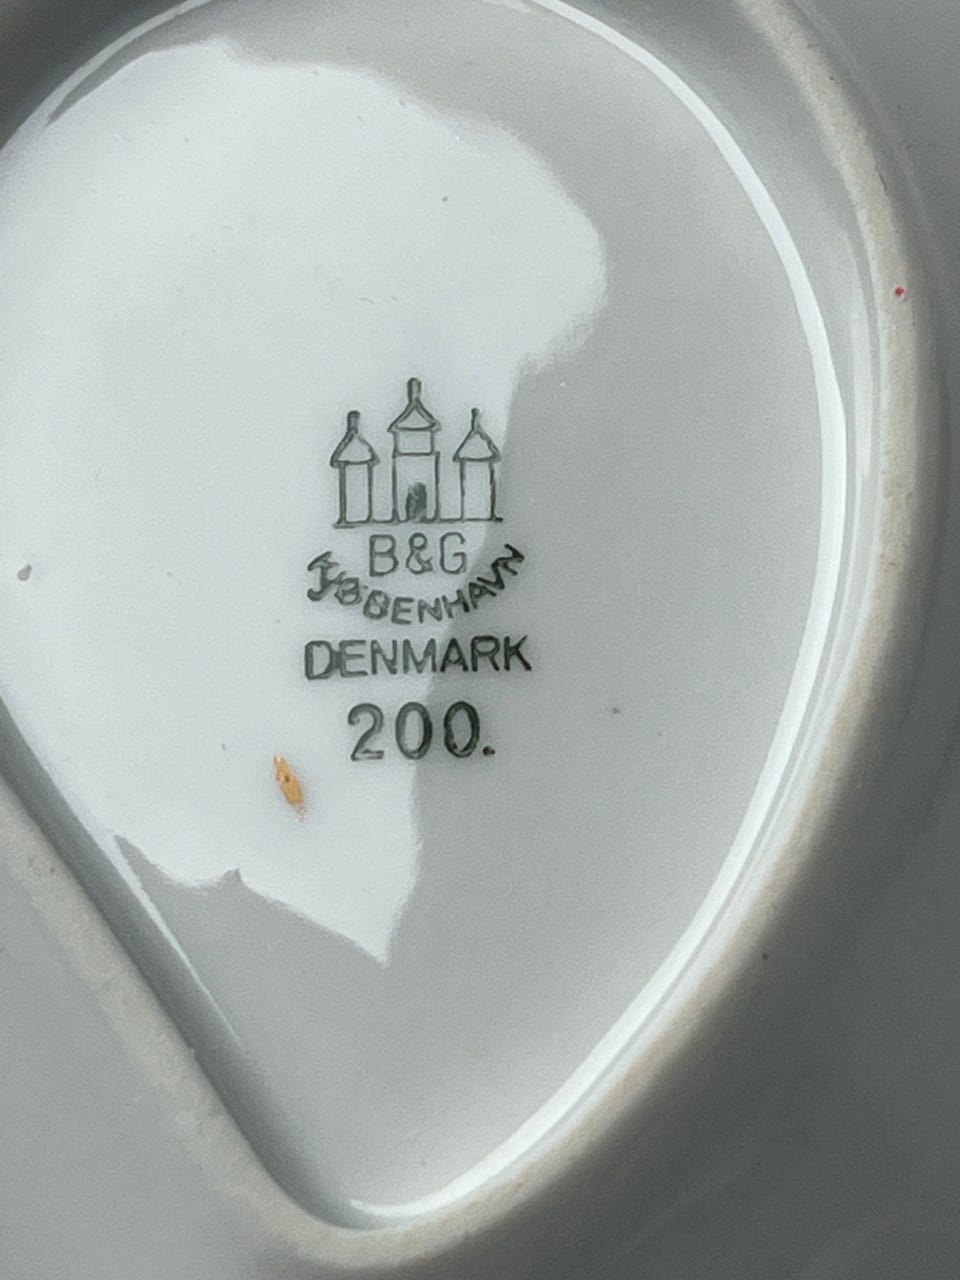 B&G
KJØBENHAVN
DENMARK
200.